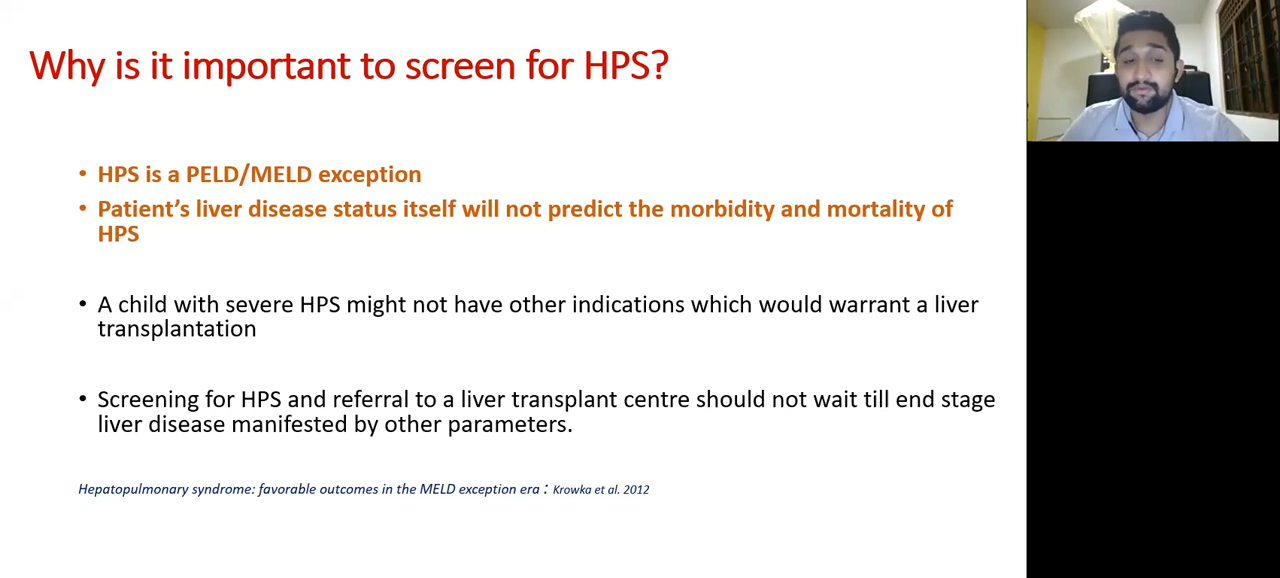 Why is it important to screen for HPS?
• HPS is a PELD/MELD exception
• Patient’s liver disease status itself will not predict the morbidity and mortality of
HPS
• A child with severe HPS might not have other indications which would warrant a liver
transplantation
• Screening for HPS and referral to a liver transplant centre should not wait till end stage
liver disease manifested by other parameters.
Hepatopulmonary syndrome: favorable outcomes in the MELD exception era : Krowka et al. 2012